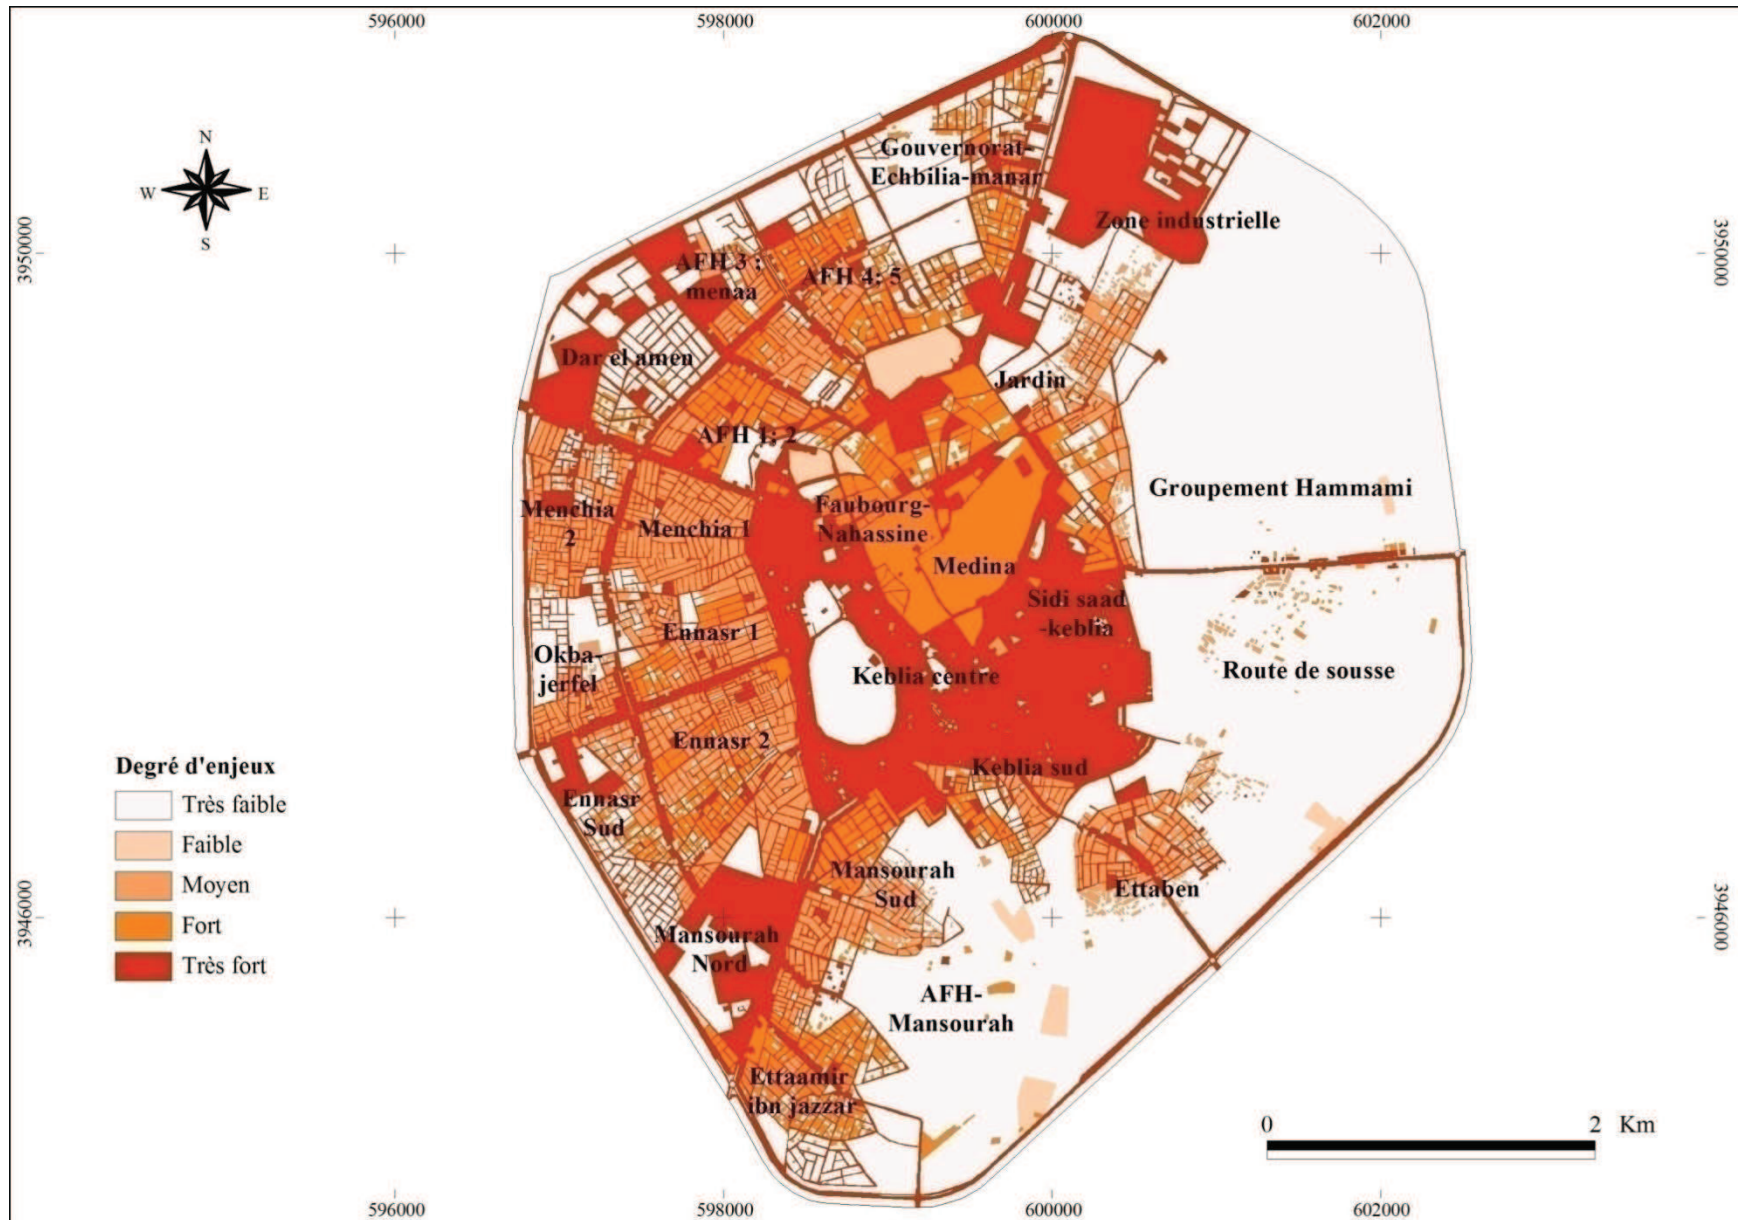 596000
598000
600000
602000
N
W
E
S
3950000
3950000
Gouvernorat-
Echbilia-manar
Zone industrielle
AFH 3 ;
menaa
AFH 4; 5
Dar el amen
Jardin
AFH 1; 2
Groupement Hammami
Menchia
2
Menchia 1
Faubourg-
Nahassine
Medina
Sidi saad
-keblia
Ennasr 1
Okba-
jerfel
Keblia centre
Route de sousse
Ennasr 2
Keblia sud
Ennasr
Sud
Mansourah
Sud
Ettaben
Mansourah
Nord
AFH-
Mansourah
Ettaamir
ibn jazzar
Degré d'enjeux
Très faible
Faible
Moyen
Fort
Très fort
3946000
3946000
0
2
Km
596000
598000
600000
602000